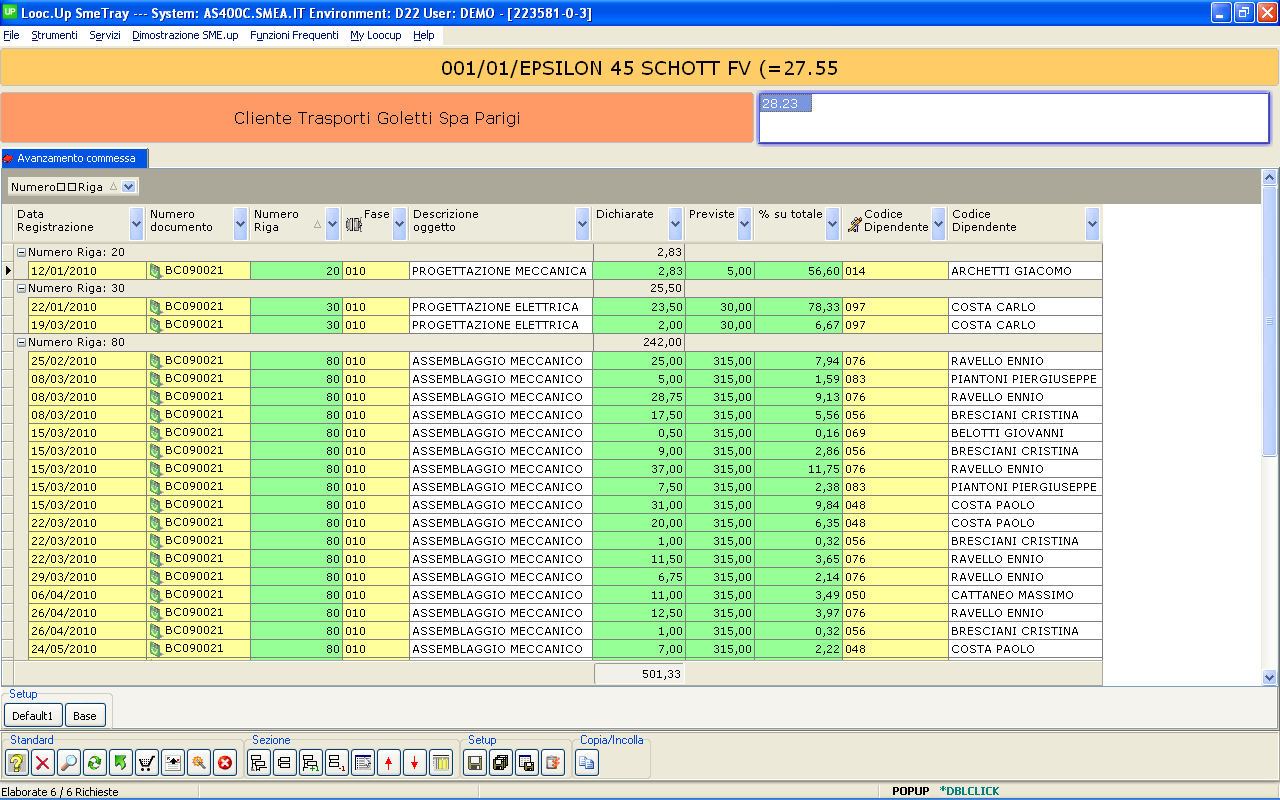 UP Looc.Up SmeTray --- System: AS400C.SMEA.IT Environment: D22 User: DEMO - [223581-0-3]
File Strumenti Servizi Dimostrazione SME.up Funzioni Frequenti My Loocup Help
001/01/EPSILON 45 SCHOTT FV (=27.55
Cliente Trasporti Goletti Spa Parigi
28.23
Avanzamento commessa
Numero□□Riga
Data Registrazione Numero documento Numero Riga Fase Descrizione oggetto Dichiarate Previste % su totale Codice Dipendente Codice Dipendente
Numero Riga: 20 2,83
12/01/2010 BC090021 20 010 PROGETTAZIONE MECCANICA 2,83 5,00 56,60 014 ARCHETTI GIACOMO
Numero Riga: 30 25,50
22/01/2010 BC090021 30 010 PROGETTAZIONE ELETTRICA 23,50 30,00 78,33 097 COSTA CARLO
19/03/2010 BC090021 30 010 PROGETTAZIONE ELETTRICA 2,00 30,00 6,67 097 COSTA CARLO
Numero Riga: 80 242,00
25/02/2010 BC090021 80 010 ASSEMBLAGGIO MECCANICO 25,00 315,00 7,94 076 RAVELLO ENNIO
08/03/2010 BC090021 80 010 ASSEMBLAGGIO MECCANICO 5,00 315,00 1,59 083 PIANTONI PIERGIUSEPPE
08/03/2010 BC090021 80 010 ASSEMBLAGGIO MECCANICO 28,75 315,00 9,13 076 RAVELLO ENNIO
08/03/2010 BC090021 80 010 ASSEMBLAGGIO MECCANICO 17,50 315,00 5,56 056 BRESCIANI CRISTINA
15/03/2010 BC090021 80 010 ASSEMBLAGGIO MECCANICO 0,50 315,00 0,16 069 BELOTTI GIOVANNI
15/03/2010 BC090021 80 010 ASSEMBLAGGIO MECCANICO 9,00 315,00 2,86 056 BRESCIANI CRISTINA
15/03/2010 BC090021 80 010 ASSEMBLAGGIO MECCANICO 37,00 315,00 11,75 076 RAVELLO ENNIO
15/03/2010 BC090021 80 010 ASSEMBLAGGIO MECCANICO 7,50 315,00 2,38 083 PIANTONI PIERGIUSEPPE
15/03/2010 BC090021 80 010 ASSEMBLAGGIO MECCANICO 31,00 315,00 9,84 048 COSTA PAOLO
22/03/2010 BC090021 80 010 ASSEMBLAGGIO MECCANICO 20,00 315,00 6,35 048 COSTA PAOLO
22/03/2010 BC090021 80 010 ASSEMBLAGGIO MECCANICO 1,00 315,00 0,32 056 BRESCIANI CRISTINA
22/03/2010 BC090021 80 010 ASSEMBLAGGIO MECCANICO 11,50 315,00 3,65 076 RAVELLO ENNIO
29/03/2010 BC090021 80 010 ASSEMBLAGGIO MECCANICO 6,75 315,00 2,14 076 RAVELLO ENNIO
06/04/2010 BC090021 80 010 ASSEMBLAGGIO MECCANICO 11,00 315,00 3,49 050 CATTANEO MASSIMO
26/04/2010 BC090021 80 010 ASSEMBLAGGIO MECCANICO 12,50 315,00 3,97 076 RAVELLO ENNIO
26/04/2010 BC090021 80 010 ASSEMBLAGGIO MECCANICO 1,00 315,00 0,32 056 BRESCIANI CRISTINA
24/05/2010 BC090021 80 010 ASSEMBLAGGIO MECCANICO 7,00 315,00 2,22 048 COSTA PAOLO
501,33
Setup
Default1 Base
Standard Sezione Setup Copia/Incolla
Elaborate 6 / 6 Richieste POPUP *DBLCLICK